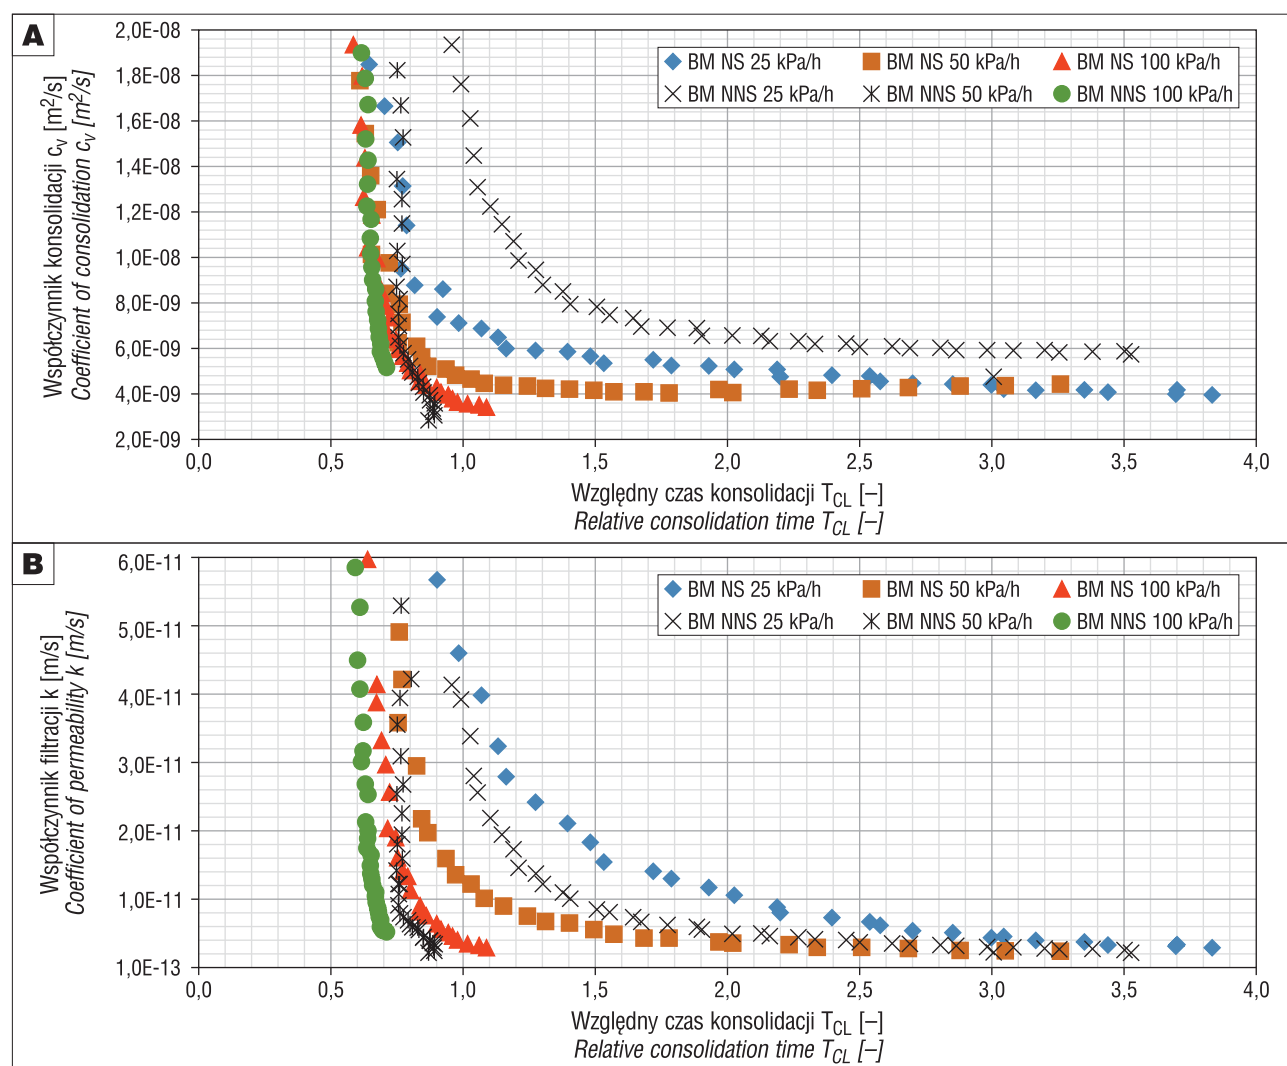 A
Współczynnik konsolidacji cv [m2/s]
Coefficient of consolidation cv [m2/s]
2,0E-08
1,8E-08
1,6E-08
1,4E-08
1,2E-08
1,0E-08
8,0E-09
6,0E-09
4,0E-09
2,0E-09
BM NS 25 kPa/h BM NS 50 kPa/h BM NS 100 kPa/h
BM NNS 25 kPa/h BM NNS 50 kPa/h BM NNS 100 kPa/h
0,0 0,5 1,0 1,5 2,0 2,5 3,0 3,5 4,0
Względny czas konsolidacji TCL [–]
Relative consolidation time TCL [–]
B
Współczynnik filtracji k [m/s]
Coefficient of permeability k [m/s]
6,0E-11
5,0E-11
4,0E-11
3,0E-11
2,0E-11
1,0E-11
1,0E-13
BM NS 25 kPa/h BM NS 50 kPa/h BM NS 100 kPa/h
BM NNS 25 kPa/h BM NNS 50 kPa/h BM NNS 100 kPa/h
0,0 0,5 1,0 1,5 2,0 2,5 3,0 3,5 4,0
Względny czas konsolidacji TCL [–]
Relative consolidation time TCL [–]